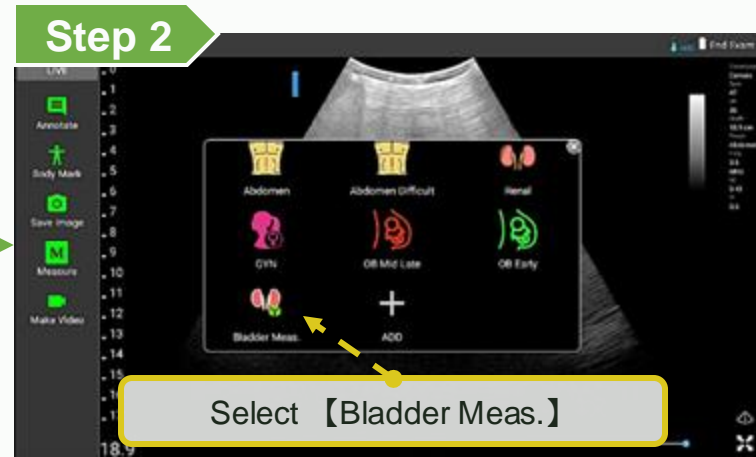 Step 2
End Exam
LIVE
Annotate
Body Mark
Save Image
Measure
Make Video
0
1
2
3
4
5
6
7
8
9
10
11
12
13
14
15
18.9
Abdomen
Abdomen Difficult
Renal
GYN
OB Mid Late
OB Early
Bladder Meas.
ADD
Select 【Bladder Meas.】